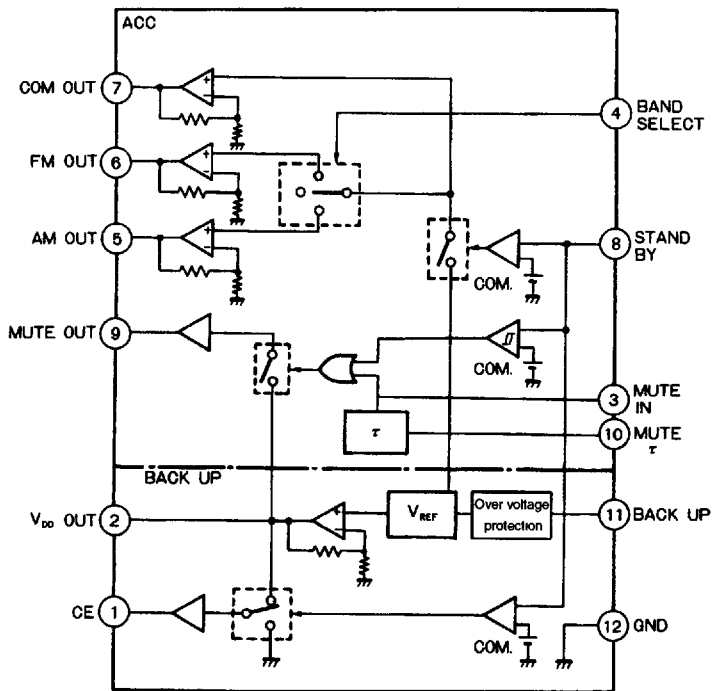 ACC
COM OUT 7
4 BAND
SELECT
FM OUT 6
AM OUT 5
8 STAND
BY
COM.
MUTE OUT 9
COM.
3 MUTE
IN
τ
10 MUTE
τ
BACK UP
VDD OUT 2
VREF
Over voltage
protection
11 BACK UP
CE 1
COM.
12 GND
+
−
+
−
+
−
+
−